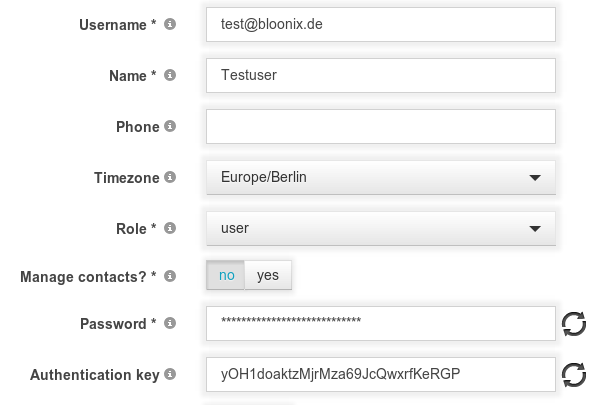 Username * test@bloonix.de
Name * Testuser
Phone
Timezone Europe/Berlin
Role * user
Manage contacts? * no yes
Password * ****************************
Authentication key yOH1doaktzMjrMza69JcQwxrfKeRGP